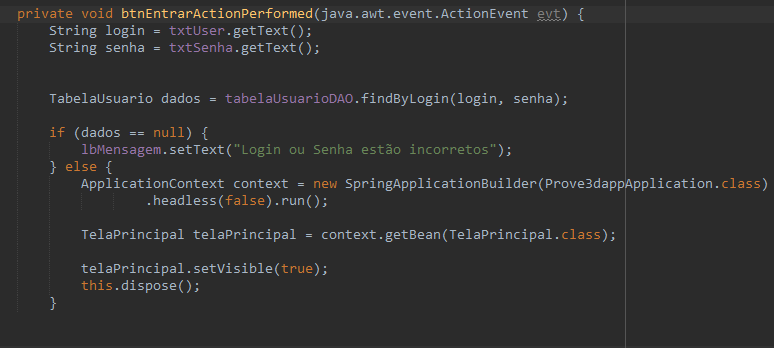 private void btnEntrarActionPerformed(java.awt.event.ActionEvent evt) {
String login = txtUser.getText();
String senha = txtSenha.getText();
TabelaUsuario dados = tabelaUsuarioDAO.findByLogin(login, senha);
if (dados == null) {
lbMensagem.setText("Login ou Senha estão incorretos");
} else {
ApplicationContext context = new SpringApplicationBuilder(Prove3dappApplication.class)
.headless(false).run();
TelaPrincipal telaPrincipal = context.getBean(TelaPrincipal.class);
telaPrincipal.setVisible(true);
this.dispose();
}